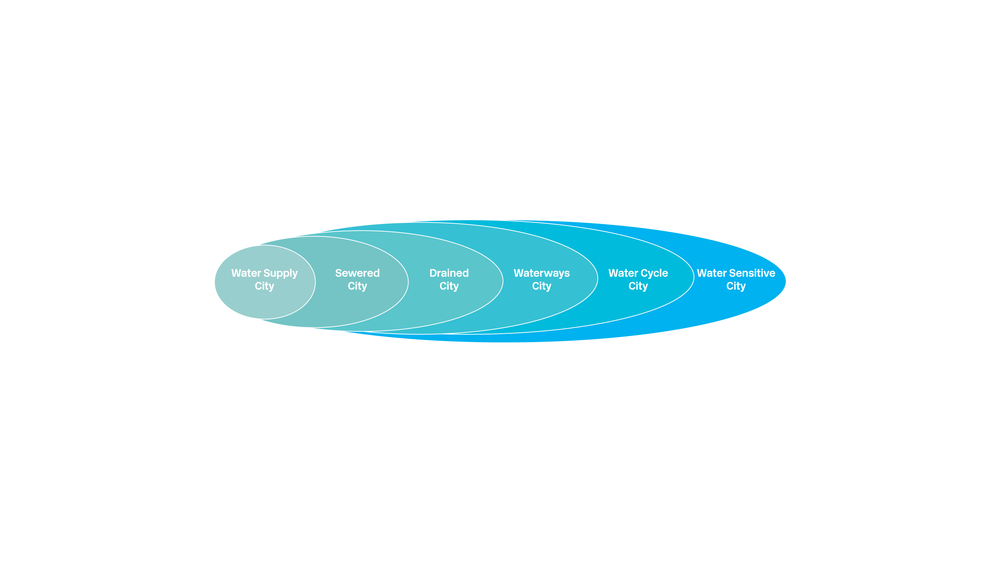 Water Supply
City
Sewered
City
Drained
City
Waterways
City
Water Cycle
City
Water Sensitive
City